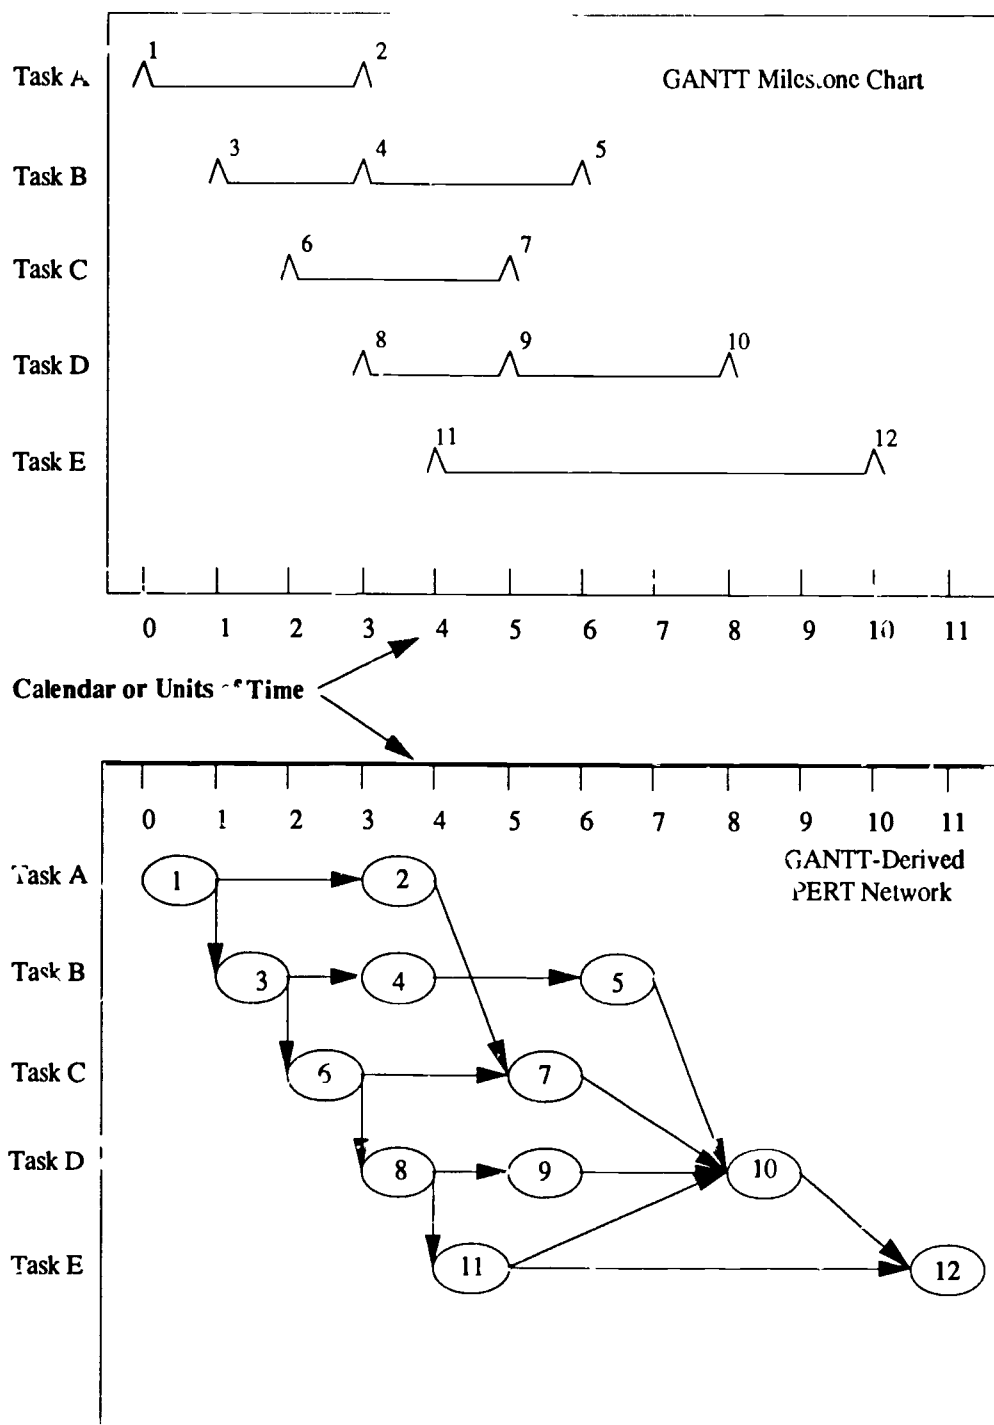 1 2
Task A GANTT Milestone Chart
3 4 5
Task B
6 7
Task C
8 9 10
Task D
11 12
Task E
0 1 2 3 4 5 6 7 8 9 10 11
Calendar or Units of Time
0 1 2 3 4 5 6 7 8 9 10 11
GANTT-Derived
PERT Network
Task A 1 2
Task B 3 4 5
Task C 6 7
Task D 8 9 10
Task E 11 12